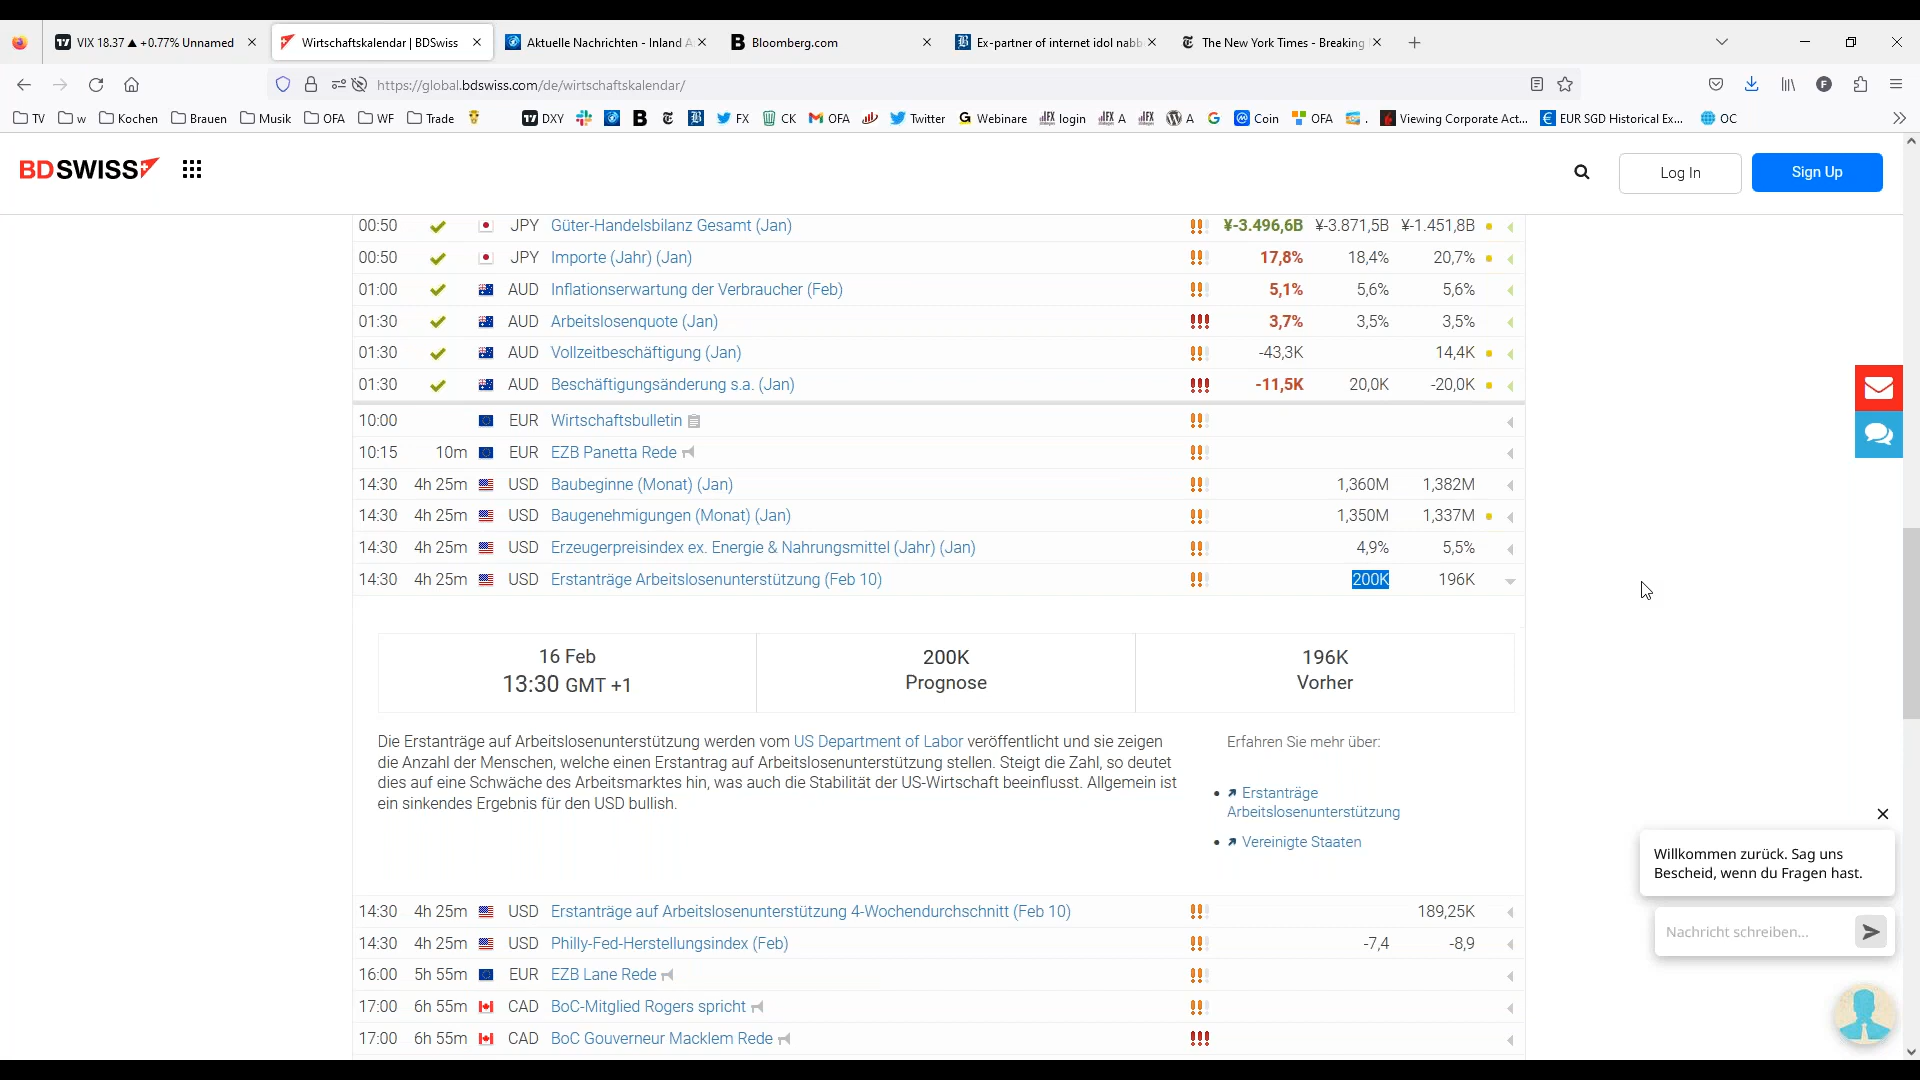 VIX 18.37 ▲ +0.77% Unnamed
Wirtschaftskalendar | BDSwiss
Aktuelle Nachrichten - Inland A
Bloomberg.com
Ex-partner of internet idol nabb
The New York Times - Breaking
https://global.bdswiss.com/de/wirtschaftskalendar/
TV w Kochen Brauen Musik OFA WF Trade DXY FX CK OFA Twitter Webinare login A A Coin OFA . Viewing Corporate Act... EUR SGD Historical Ex... OC
BDSWISS
Log In
Sign Up
00:50 JPY Güter-Handelsbilanz Gesamt (Jan) ¥-3.496,6B ¥-3.871,5B ¥-1.451,8B
00:50 JPY Importe (Jahr) (Jan) 17,8% 18,4% 20,7%
01:00 AUD Inflationserwartung der Verbraucher (Feb) 5,1% 5,6% 5,6%
01:30 AUD Arbeitslosenquote (Jan) 3,7% 3,5% 3,5%
01:30 AUD Vollzeitbeschäftigung (Jan) -43,3K 14,4K
01:30 AUD Beschäftigungsänderung s.a. (Jan) -11,5K 20,0K -20,0K
10:00 EUR Wirtschaftsbulletin
10:15 10m EUR EZB Panetta Rede
14:30 4h 25m USD Baubeginne (Monat) (Jan) 1,360M 1,382M
14:30 4h 25m USD Baugenehmigungen (Monat) (Jan) 1,350M 1,337M
14:30 4h 25m USD Erzeugerpreisindex ex. Energie & Nahrungsmittel (Jahr) (Jan) 4,9% 5,5%
14:30 4h 25m USD Erstanträge Arbeitslosenunterstützung (Feb 10) 200K 196K
16 Feb
13:30 GMT +1
200K
Prognose
196K
Vorher
Die Erstanträge auf Arbeitslosenunterstützung werden vom US Department of Labor veröffentlicht und sie zeigen
die Anzahl der Menschen, welche einen Erstantrag auf Arbeitslosenunterstützung stellen. Steigt die Zahl, so deutet
dies auf eine Schwäche des Arbeitsmarktes hin, was auch die Stabilität der US-Wirtschaft beeinflusst. Allgemein ist
ein sinkendes Ergebnis für den USD bullish.
Erfahren Sie mehr über:
Erstanträge
Arbeitslosenunterstützung
Vereinigte Staaten
Willkommen zurück. Sag uns
Bescheid, wenn du Fragen hast.
Nachricht schreiben...
14:30 4h 25m USD Erstanträge auf Arbeitslosenunterstützung 4-Wochendurchschnitt (Feb 10) 189,25K
14:30 4h 25m USD Philly-Fed-Herstellungsindex (Feb) -7,4 -8,9
16:00 5h 55m EUR EZB Lane Rede
17:00 6h 55m CAD BoC-Mitglied Rogers spricht
17:00 6h 55m CAD BoC Gouverneur Macklem Rede